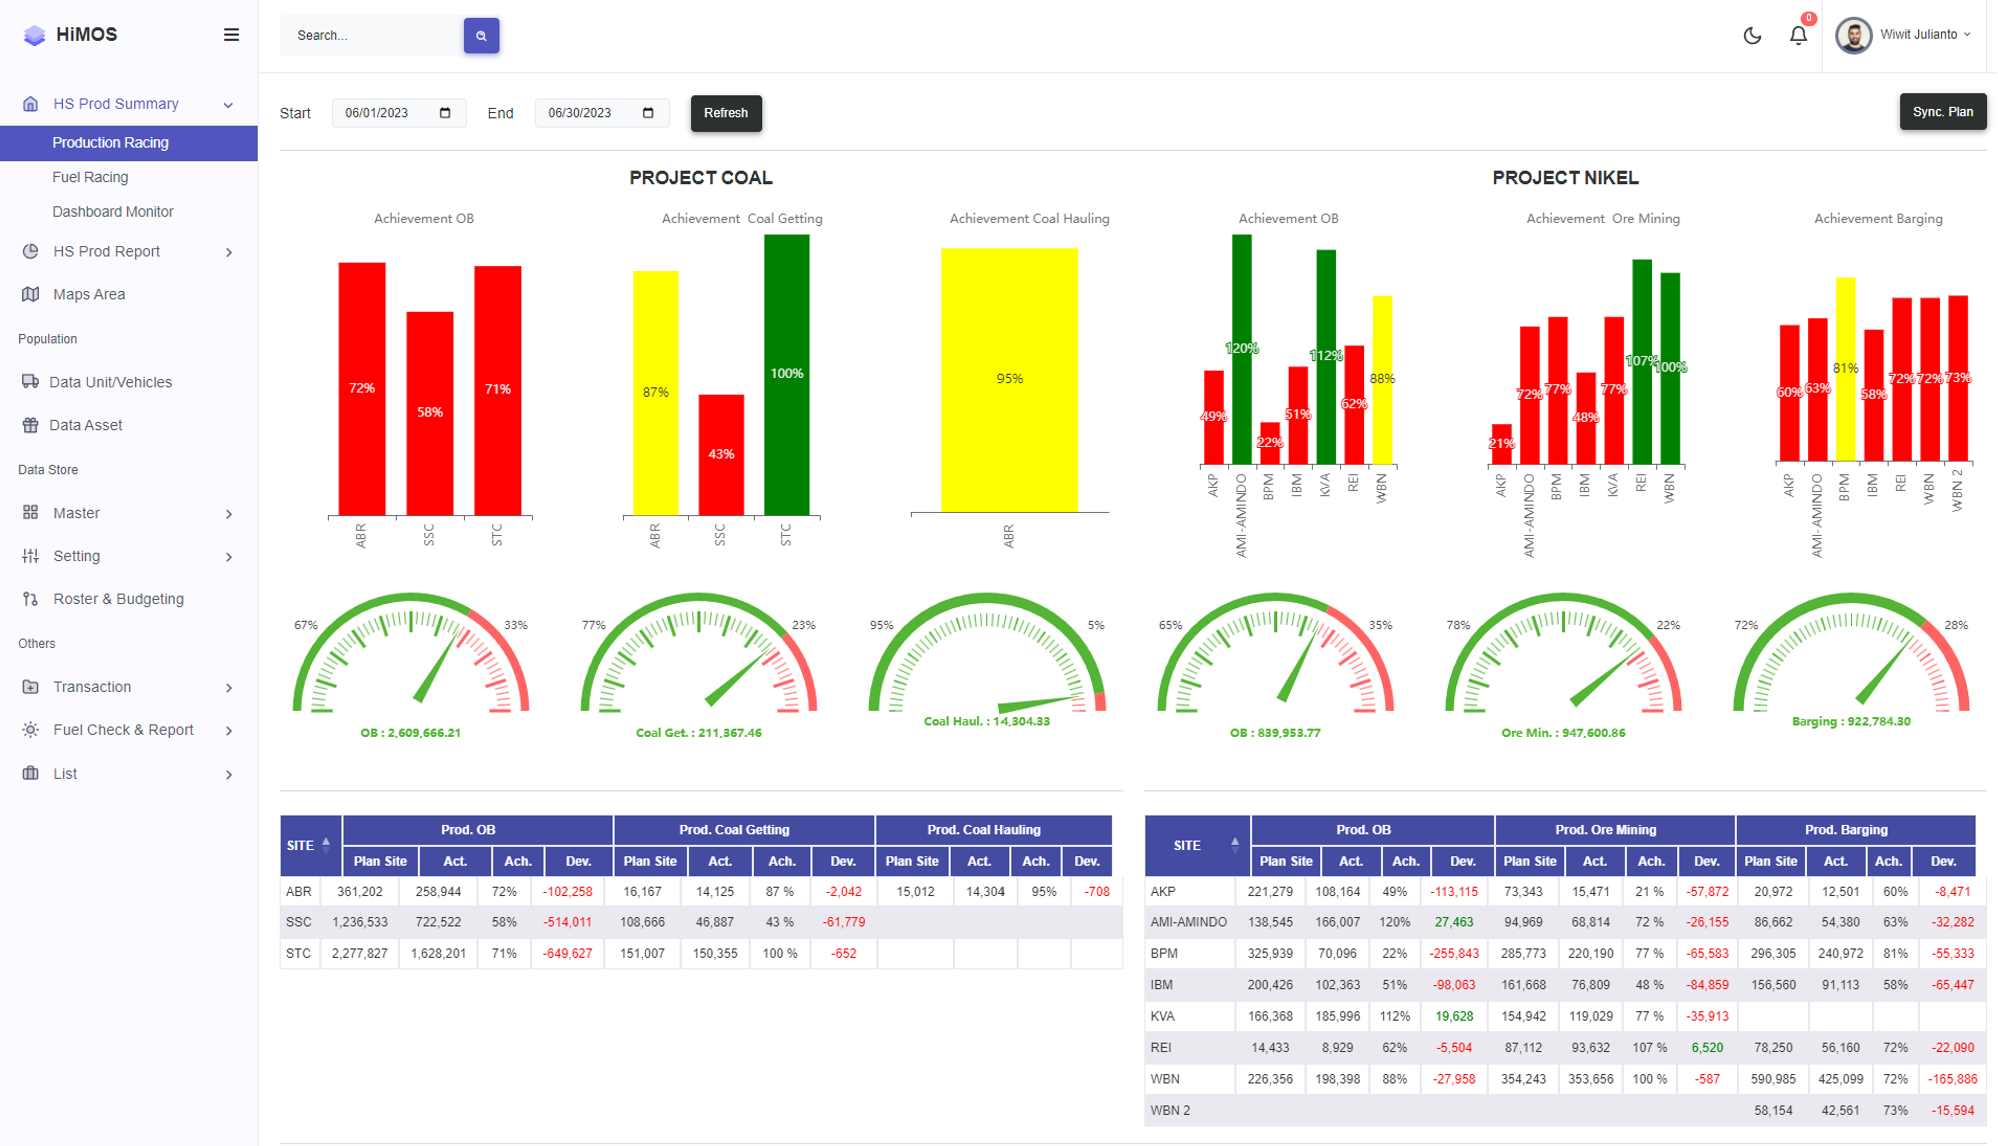 HiMOS
Search...
0
Wiwit Julianto
HS Prod Summary
Production Racing
Fuel Racing
Dashboard Monitor
HS Prod Report
Maps Area
Population
Data Unit/Vehicles
Data Asset
Data Store
Master
Setting
Roster & Budgeting
Others
Transaction
Fuel Check & Report
List
Start 06/01/2023 End 06/30/2023 Refresh Sync. Plan
PROJECT COAL
Achievement OB
72% 58% 71%
ABR SSC STC
Achievement Coal Getting
87% 43% 100%
ABR SSC STC
Achievement Coal Hauling
95%
ABR
PROJECT NIKEL
Achievement OB
49% 120% 22% 51% 112% 62% 88%
AKP AMI-AMINDO BPM IBM KVA REI WBN
Achievement Ore Mining
21% 72% 77% 48% 77% 107% 100%
AKP AMI-AMINDO BPM IBM KVA REI WBN
Achievement Barging
60% 63% 81% 58% 72% 72% 73%
AKP AMI-AMINDO BPM IBM REI WBN WBN 2
67% 33%
OB : 2,609,666.21
77% 23%
Coal Get. : 211,367.46
95% 5%
Coal Haul. : 14,304.33
65% 35%
OB : 839,953.77
78% 22%
Ore Min. : 947,600.86
72% 28%
Barging : 922,784.30
SITE Prod. OB Prod. Coal Getting Prod. Coal Hauling
Plan Site Act. Ach. Dev. Plan Site Act. Ach. Dev. Plan Site Act. Ach. Dev.
ABR 361,202 258,944 72% -102,258 16,167 14,125 87 % -2,042 15,012 14,304 95% -708
SSC 1,236,533 722,522 58% -514,011 108,666 46,887 43 % -61,779
STC 2,277,827 1,628,201 71% -649,627 151,007 150,355 100 % -652
SITE Prod. OB Prod. Ore Mining Prod. Barging
Plan Site Act. Ach. Dev. Plan Site Act. Ach. Dev. Plan Site Act. Ach. Dev.
AKP 221,279 108,164 49% -113,115 73,343 15,471 21 % -57,872 20,972 12,501 60% -8,471
AMI-AMINDO 138,545 166,007 120% 27,463 94,969 68,814 72 % -26,155 86,662 54,380 63% -32,282
BPM 325,939 70,096 22% -255,843 285,773 220,190 77 % -65,583 296,305 240,972 81% -55,333
IBM 200,426 102,363 51% -98,063 161,668 76,809 48 % -84,859 156,560 91,113 58% -65,447
KVA 166,368 185,996 112% 19,628 154,942 119,029 77 % -35,913
REI 14,433 8,929 62% -5,504 87,112 93,632 107 % 6,520 78,250 56,160 72% -22,090
WBN 226,356 198,398 88% -27,958 354,243 353,656 100 % -587 590,985 425,099 72% -165,886
WBN 2 58,154 42,561 73% -15,594